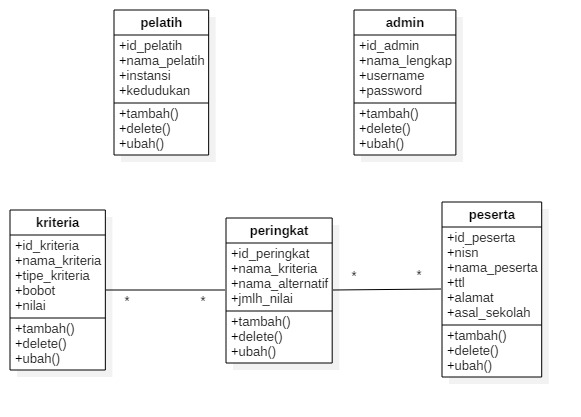 pelatih
+id_pelatih
+nama_pelatih
+instansi
+kedudukan
+tambah()
+delete()
+ubah()
admin
+id_admin
+nama_lengkap
+username
+password
+tambah()
+delete()
+ubah()
kriteria
+id_kriteria
+nama_kriteria
+tipe_kriteria
+bobot
+nilai
+tambah()
+delete()
+ubah()
* *
peringkat
+id_peringkat
+nama_kriteria
+nama_alternatif
+jmlh_nilai
+tambah()
+delete()
+ubah()
* *
peserta
+id_peserta
+nisn
+nama_peserta
+ttl
+alamat
+asal_sekolah
+tambah()
+delete()
+ubah()